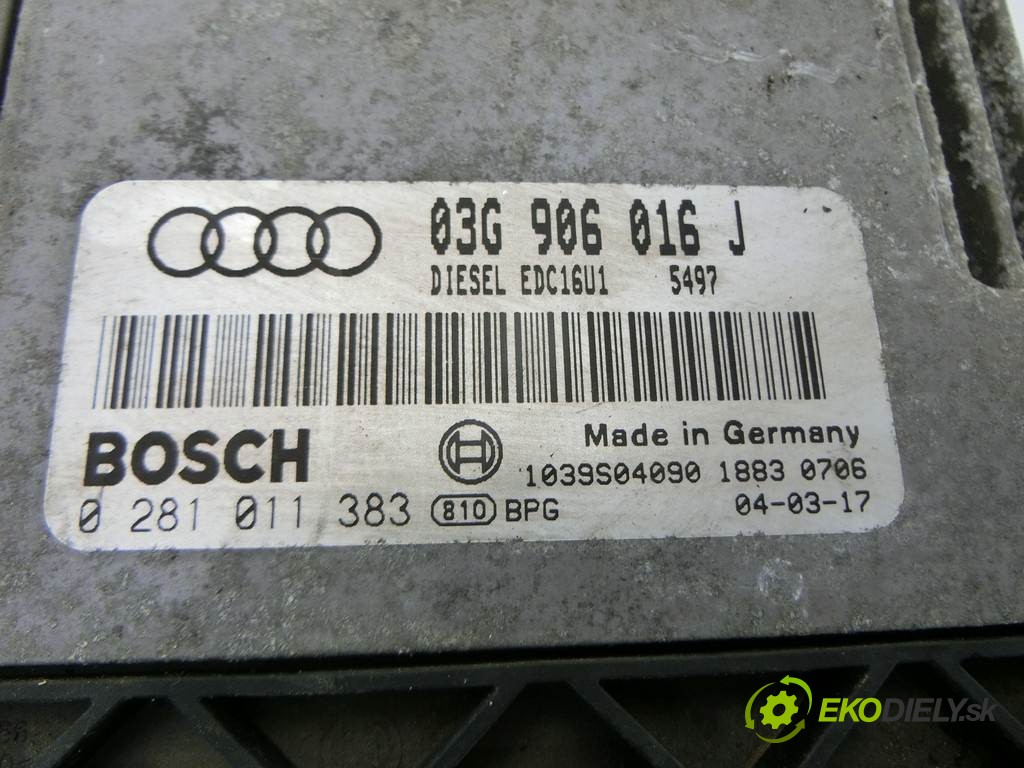 03G 906 016 J
DIESEL EDC16U1 5497
BOSCH
Made in Germany
1039S04090 1883 0706
0 281 011 383 810 BPG 04-03-17
EKODIELY.sk